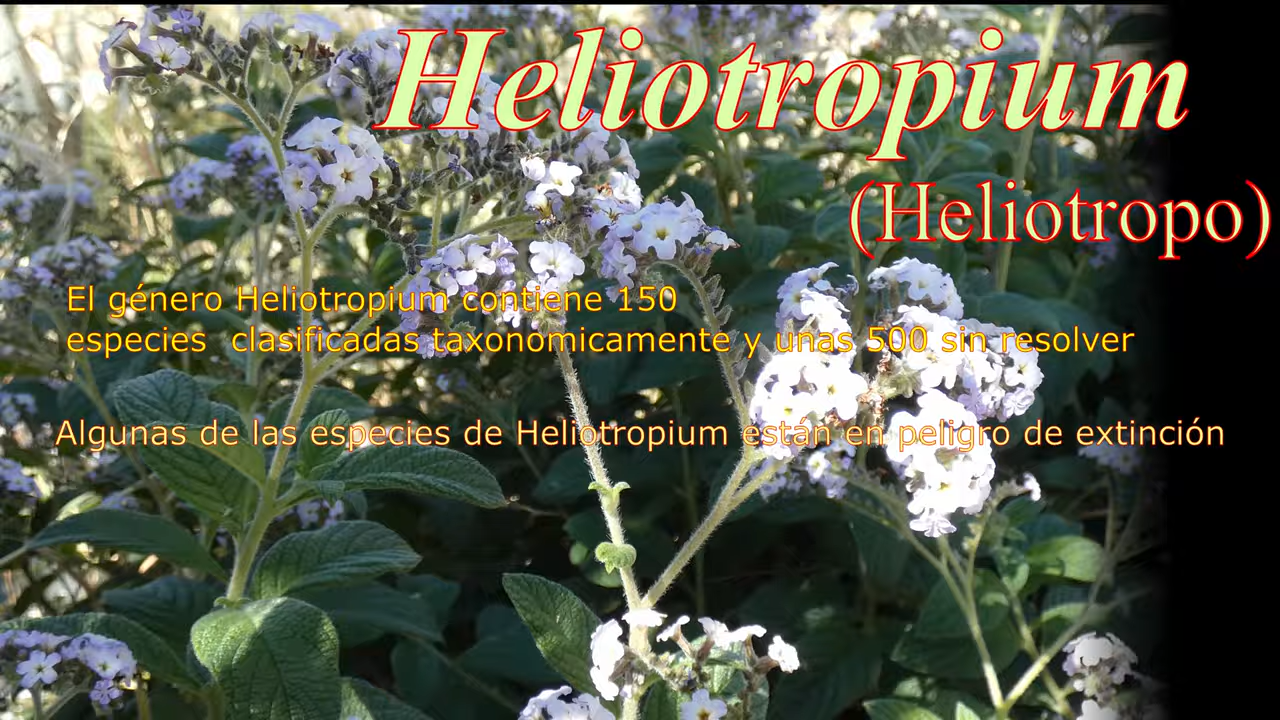 Heliotropium
(Heliotropo)
El género Heliotropium contiene 150
especies clasificadas taxonomicamente y unas 500 sin resolver
Algunas de las especies de Heliotropium están en peligro de extinción